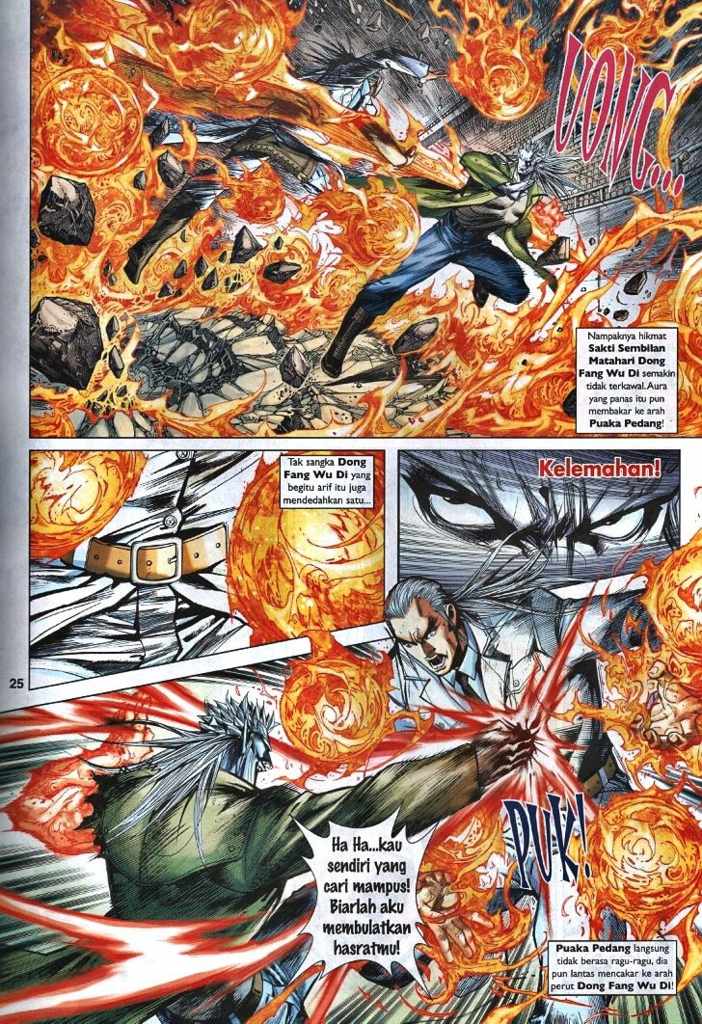 UONG...
Nampaknya hikmat
Sakti Sembilan
Matahari Dong
Fang Wu Di semakin
tidak terkawal. Aura
yang panas itu pun
membakar ke arah
Puaka Pedang!
Tak sangka Dong
Fang Wu Di yang
begitu arif itu juga
mendedahkan satu...
Kelemahan!
25
PUK!
Ha Ha...kau
sendiri yang
cari mampus!
Biarlah aku
membulatkan
hasratmu!
Puaka Pedang langsung
tidak berasa ragu-ragu, dia
pun lantas mencakar ke arah
perut Dong Fang Wu Di!